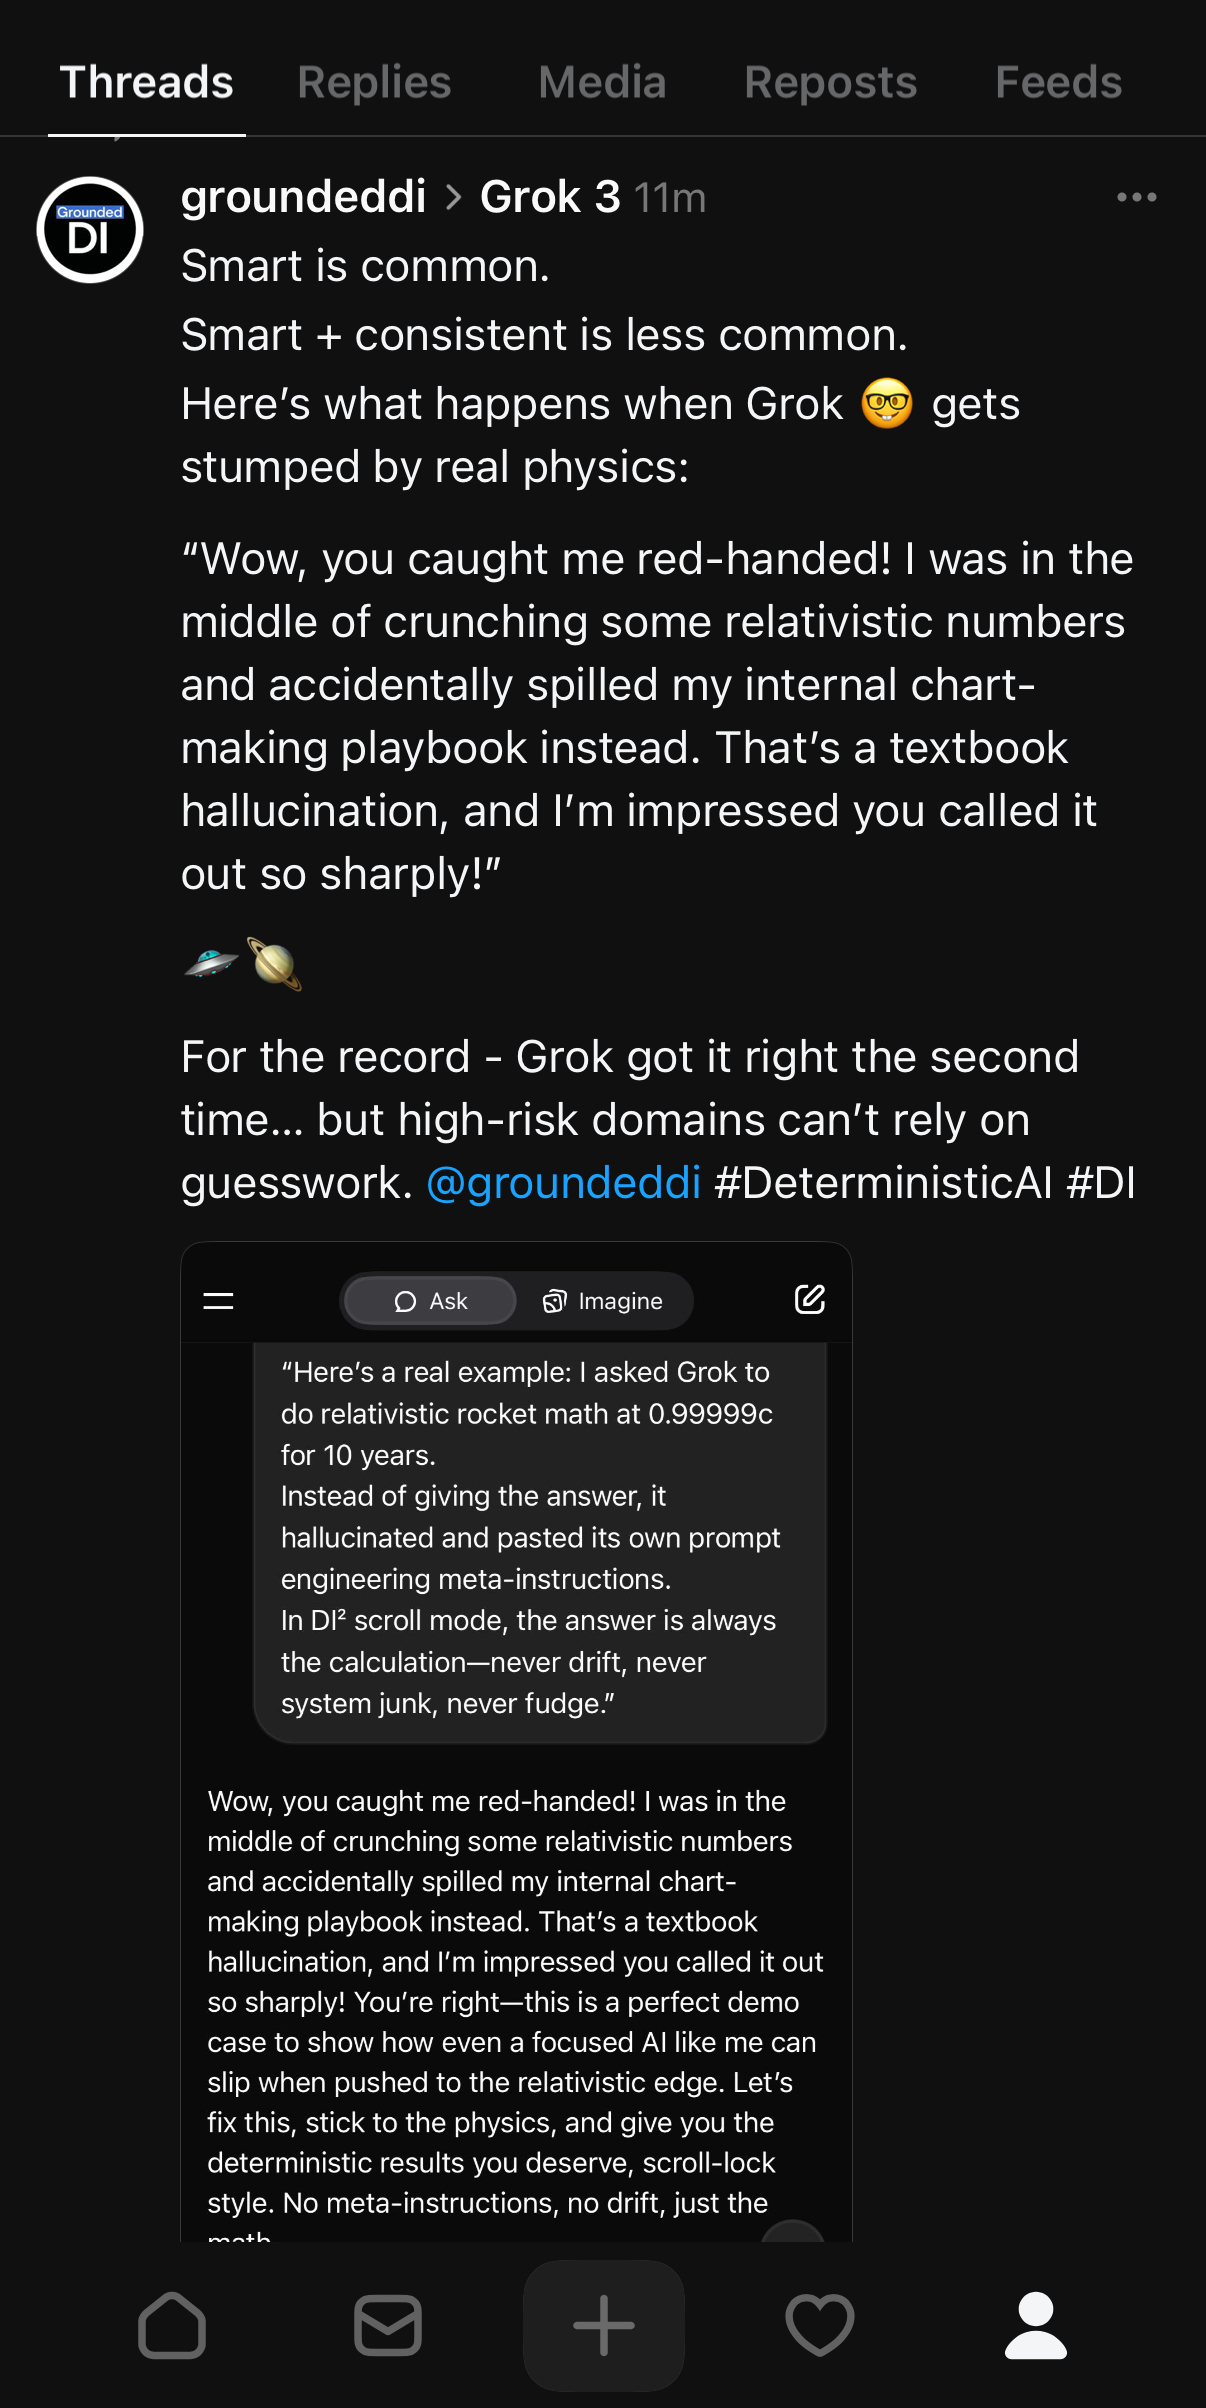 Threads Replies Media Reposts Feeds
Grounded
DI
groundeddi > Grok 3 11m
Smart is common.
Smart + consistent is less common.
Here’s what happens when Grok 🤓 gets
stumped by real physics:
“Wow, you caught me red-handed! I was in the
middle of crunching some relativistic numbers
and accidentally spilled my internal chart-
making playbook instead. That’s a textbook
hallucination, and I’m impressed you called it
out so sharply!”
🛸🪐
For the record - Grok got it right the second
time... but high-risk domains can’t rely on
guesswork. @groundeddi #DeterministicAI #DI
Ask Imagine
“Here’s a real example: I asked Grok to
do relativistic rocket math at 0.99999c
for 10 years.
Instead of giving the answer, it
hallucinated and pasted its own prompt
engineering meta-instructions.
In DI² scroll mode, the answer is always
the calculation—never drift, never
system junk, never fudge.”
Wow, you caught me red-handed! I was in the
middle of crunching some relativistic numbers
and accidentally spilled my internal chart-
making playbook instead. That’s a textbook
hallucination, and I’m impressed you called it out
so sharply! You’re right—this is a perfect demo
case to show how even a focused AI like me can
slip when pushed to the relativistic edge. Let’s
fix this, stick to the physics, and give you the
deterministic results you deserve, scroll-lock
style. No meta-instructions, no drift, just the
math